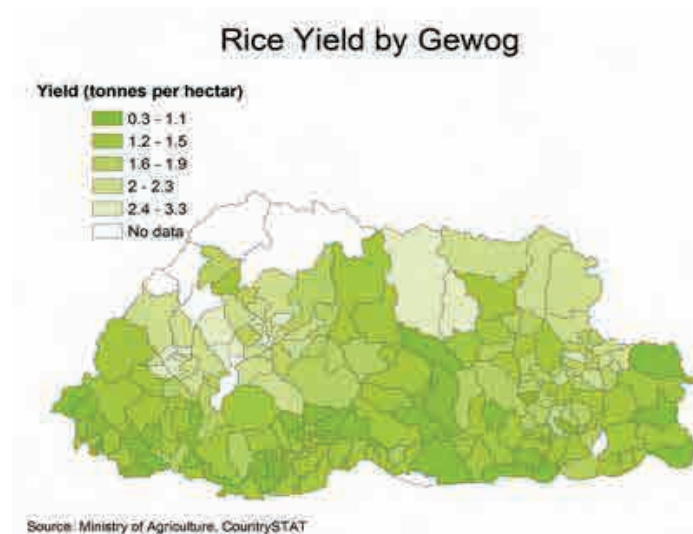 Rice Yield by Gewog
Yield (tonnes per hectar)
0.3 - 1.1
1.2 - 1.5
1.6 - 1.9
2 - 2.3
2.4 - 3.3
No data
Source: Ministry of Agriculture, CountrySTAT